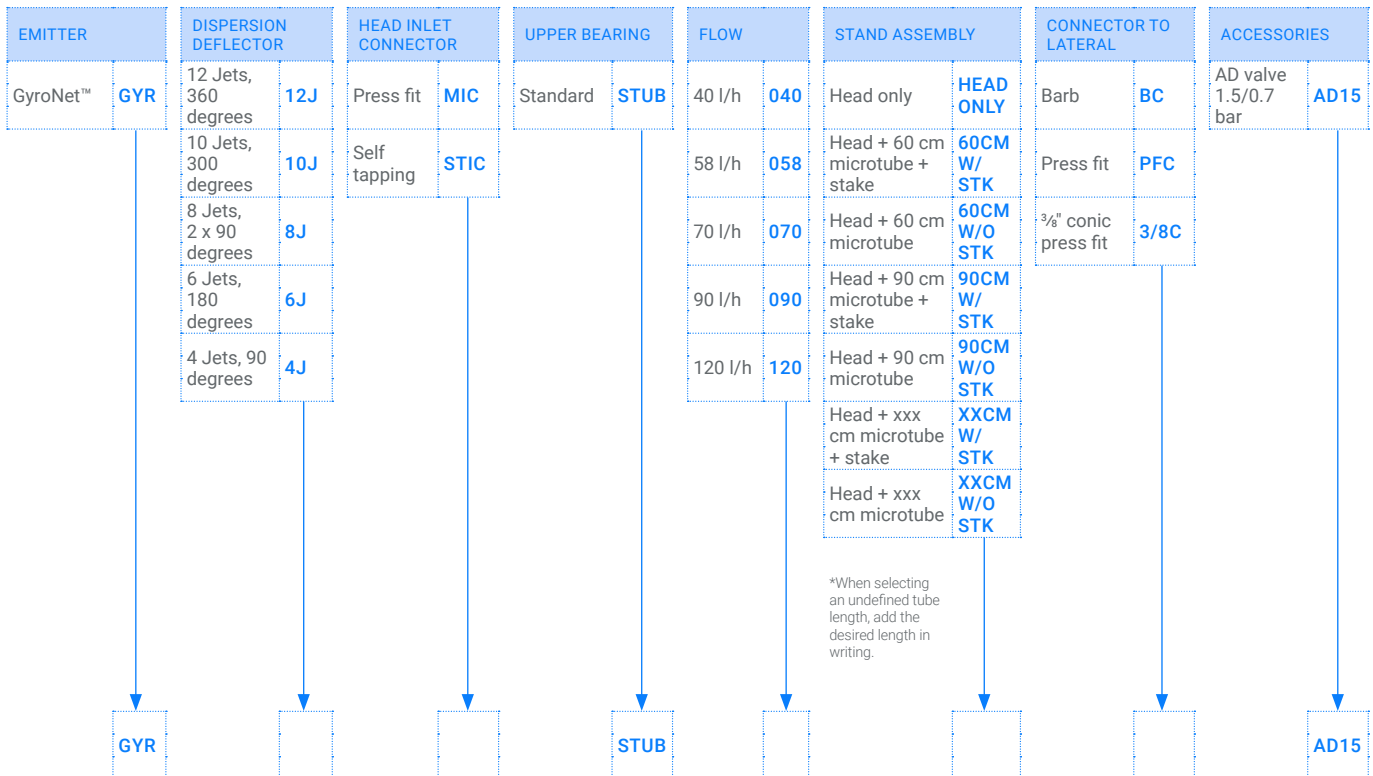 EMITTER
GyroNet™
GYR
DISPERSION
DEFLECTOR
12 Jets,
360
degrees
12J
10 Jets,
300
degrees
10J
8 Jets,
2 x 90
degrees
8J
6 Jets,
180
degrees
6J
4 Jets, 90
degrees
4J
HEAD INLET
CONNECTOR
Press fit
MIC
Self
tapping
STIC
UPPER BEARING
Standard
STUB
FLOW
40 l/h
040
58 l/h
058
70 l/h
070
90 l/h
090
120 l/h
120
STAND ASSEMBLY
Head only
HEAD
ONLY
Head + 60 cm
microtube +
stake
60CM
W/
STK
Head + 60 cm
microtube
60CM
W/O
STK
Head + 90 cm
microtube +
stake
90CM
W/
STK
Head + 90 cm
microtube
90CM
W/O
STK
Head + xxx
cm microtube
+ stake
XXCM
W/
STK
Head + xxx
cm microtube
XXCM
W/O
STK
*When selecting
an undefined tube
length, add the
desired length in
writing.
CONNECTOR TO
LATERAL
Barb
BC
Press fit
PFC
⅜" conic
press fit
3/8C
ACCESSORIES
AD valve
1.5/0.7
bar
AD15
GYR
STUB
AD15